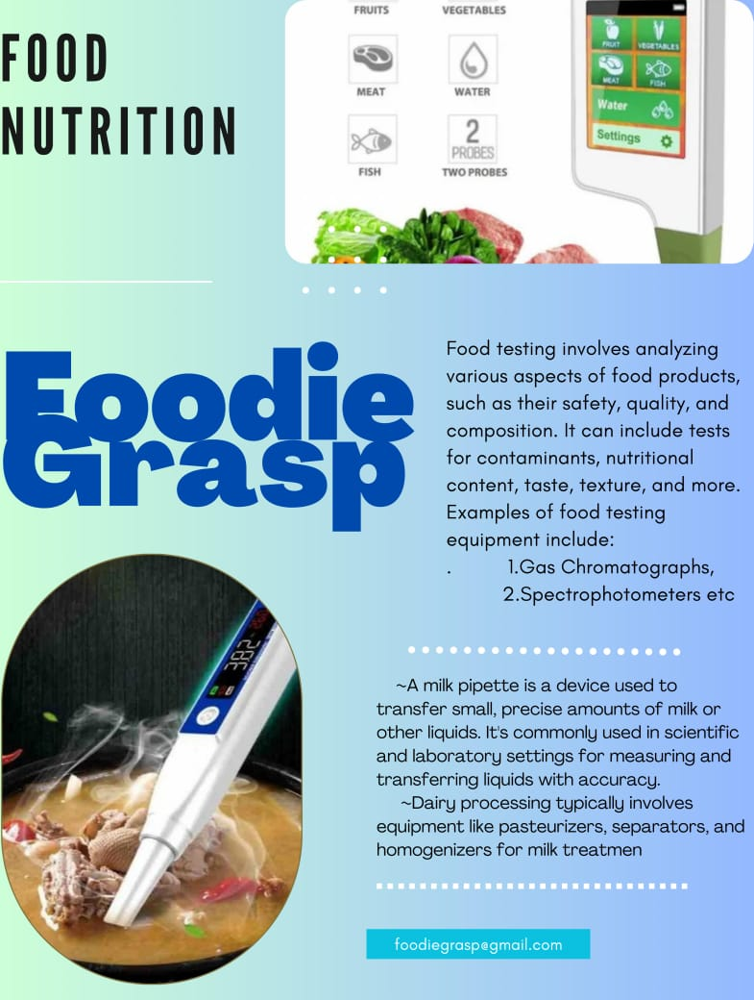 FOOD
NUTRITION
FRUITS
VEGETABLES
MEAT
WATER
2
PROBES
FISH
TWO PROBES
FRUIT
VEGETABLES
MEAT
FISH
Water
Settings
Foodie
Grasp
Food testing involves analyzing
various aspects of food products,
such as their safety, quality, and
composition. It can include tests
for contaminants, nutritional
content, taste, texture, and more.
Examples of food testing
equipment include:
. 1.Gas Chromatographs,
2.Spectrophotometers etc
~A milk pipette is a device used to
transfer small, precise amounts of milk or
other liquids. It's commonly used in scientific
and laboratory settings for measuring and
transferring liquids with accuracy.
~Dairy processing typically involves
equipment like pasteurizers, separators, and
homogenizers for milk treatmen
foodiegrasp@gmail.com